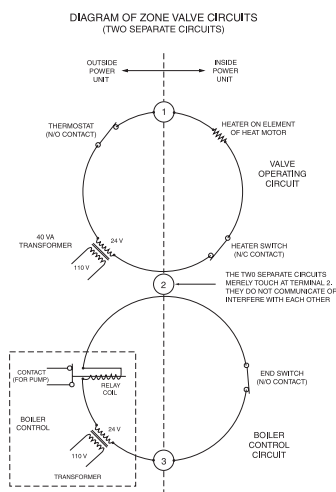 DIAGRAM OF ZONE VALVE CIRCUITS
(TWO SEPARATE CIRCUITS)
OUTSIDE
POWER
UNIT
INSIDE
POWER
UNIT
THERMOSTAT
(N/O CONTACT)
1
HEATER ON ELEMENT
OF HEAT MOTOR
VALVE
OPERATING
CIRCUIT
40 VA
TRANSFORMER
24 V
110 V
HEATER SWITCH
(N/C CONTACT)
2
THE TW0 SEPARATE CIRCUITS
MERELY TOUCH AT TERMINAL 2.
THEY DO NOT COMMUNICATE OR
INTERFERE WITH EACH OTHER
CONTACT
(FOR PUMP)
RELAY
COIL
END SWITCH
(N/O CONTACT)
BOILER
CONTROL
24 V
110 V
TRANSFORMER
3
BOILER
CONTROL
CIRCUIT